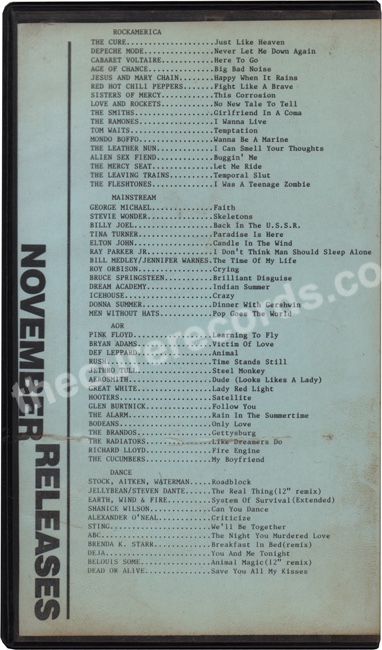 ROCKAMERICA
THE CURE....................Just Like Heaven
DEPECHE MODE................Never Let Me Down Again
CABARET VOLTAIRE............Here To Go
AGE OF CHANCE...............Big Bad Noise
JESUS AND MARY CHAIN........Happy When It Rains
RED HOT CHILI PEPPERS.......Fight Like A Brave
SISTERS OF MERCY............This Corrosion
LOVE AND ROCKETS............No New Tale To Tell
THE SMITHS..................Girlfriend In A Coma
THE RAMONES.................I Wanna Live
TOM WAITS...................Temptation
MONDO BOFFO.................Wanna Be A Marine
THE LEATHER NUN.............I Can Smell Your Thoughts
ALIEN SEX FIEND.............Buggin' Me
THE MERCY SEAT..............Let Me Ride
THE LEAVING TRAINS..........Temporal Slut
THE FLESHTONES..............I Was A Teenage Zombie
MAINSTREAM
GEORGE MICHAEL..............Faith
STEVIE WONDER...............Skeletons
BILLY JOEL..................Back In The U.S.S.R.
TINA TURNER.................Paradise Is Here
ELTON JOHN..................Candle In The Wind
RAY PARKER JR...............I Don't Think Man Should Sleep Alone
BILL MEDLEY/JENNIFER WARNES.The Time Of My Life
ROY ORBISON.................Crying
BRUCE SPRINGSTEEN...........Brilliant Disguise
DREAM ACADEMY...............Indian Summer
ICEHOUSE....................Crazy
DONNA SUMMER................Dinner With Gershwin
MEN WITHOUT HATS............Pop Goes The World
AOR
PINK FLOYD..................Learning To Fly
BRYAN ADAMS.................Victim Of Love
DEF LEPPARD.................Animal
RUSH........................Time Stands Still
JETHRO TULL.................Steel Monkey
AEROSMITH...................Dude (Looks Like A Lady)
GREAT WHITE.................Lady Red Light
HOOTERS.....................Satellite
GLEN BURTNICK...............Follow You
THE ALARM...................Rain In The Summertime
BODEANS.....................Only Love
THE BRANDOS.................Gettysburg
THE RADIATORS...............Like Dreamers Do
RICHARD LLOYD...............Fire Engine
THE CUCUMBERS...............My Boyfriend
DANCE
STOCK, AITKEN, WATERMAN.....Roadblock
JELLYBEAN/STEVEN DANTE......The Real Thing(12" remix)
EARTH, WIND & FIRE..........System Of Survival(Extended)
SHANICE WILSON..............Can You Dance
ALEXANDER O'NEAL............Criticize
STING.......................We'll Be Together
ABC.........................The Night You Murdered Love
BRENDA K. STARR.............Breakfast In Bed(remix)
DEJA........................You And Me Tonight
BELOUIS SOME................Animal Magic(12" remix)
DEAD OR ALIVE...............Save You All My Kisses
NOVEMBER RELEASES
thecurerecords.co